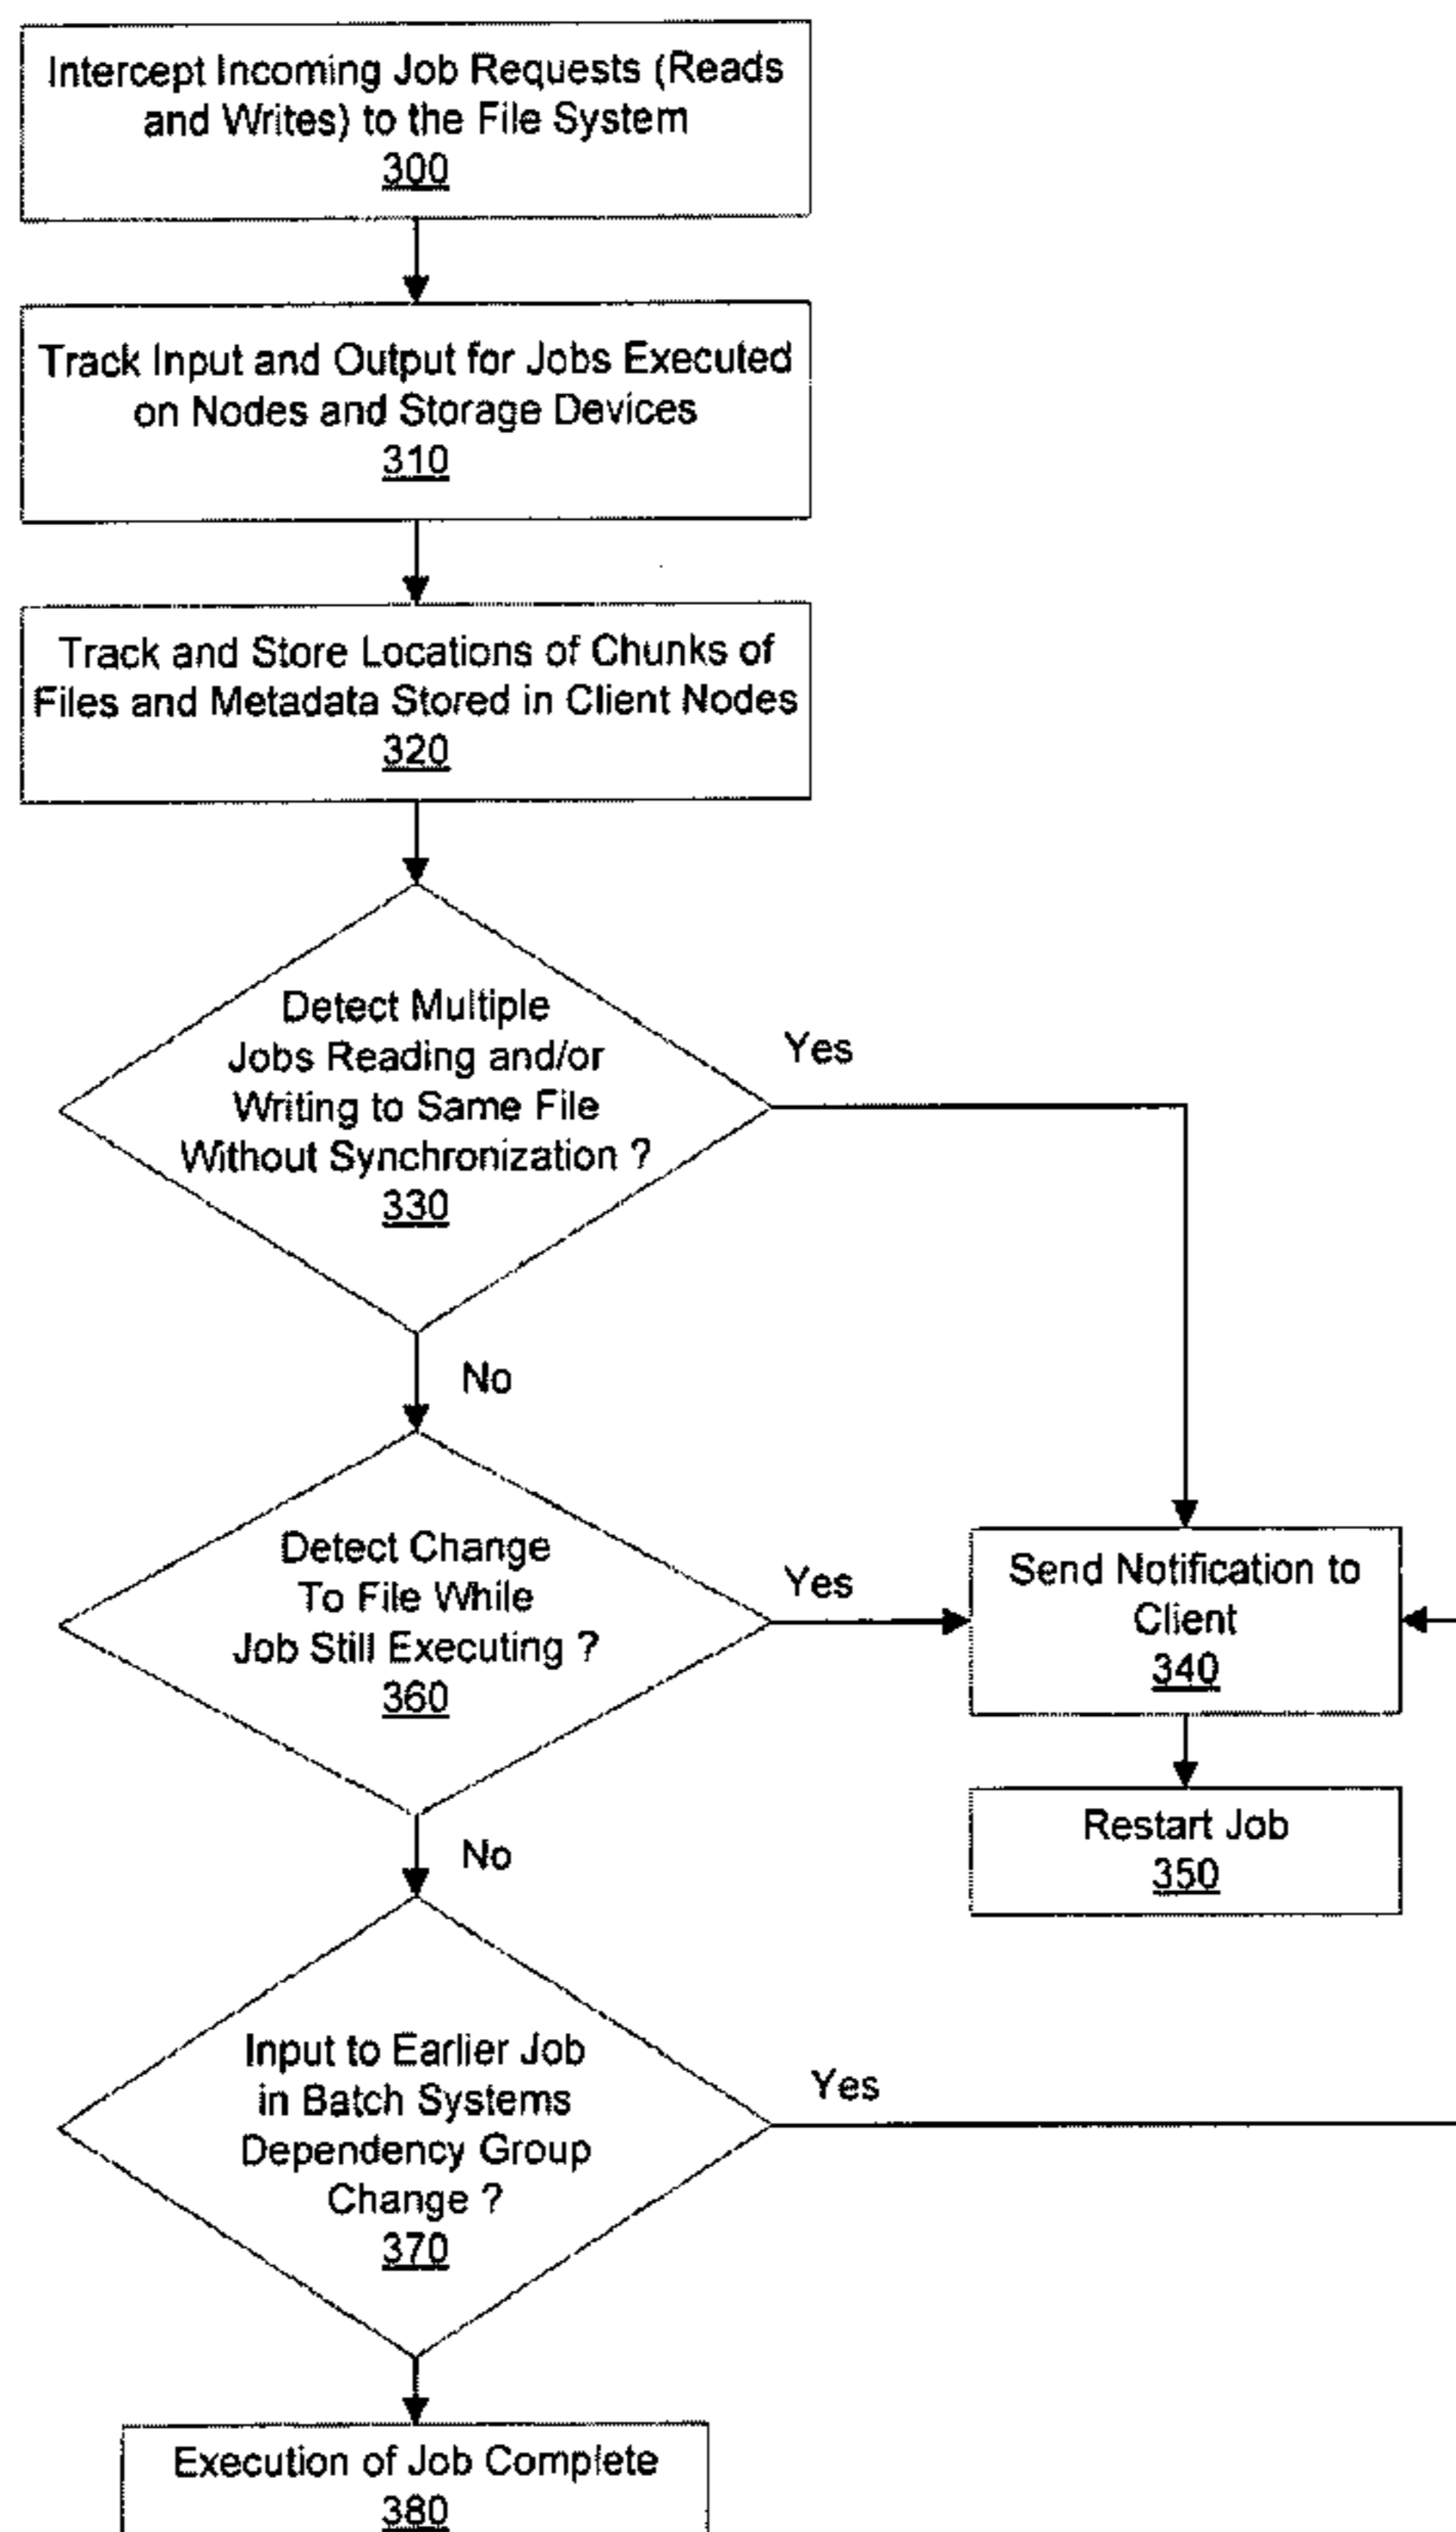 Intercept Incoming Job Requests (Reads
and Writes) to the File System
300
Track Input and Output for Jobs Executed
on Nodes and Storage Devices
310
Track and Store Locations of Chunks of
Files and Metadata Stored in Client Nodes
320
Detect Multiple
Jobs Reading and/or
Writing to Same File
Without Synchronization ?
330
Yes
No
Detect Change
To File While
Job Still Executing ?
360
Yes
Send Notification to
Client
340
Restart Job
350
No
Input to Earlier Job
in Batch Systems
Dependency Group
Change ?
370
Yes
Execution of Job Complete
380